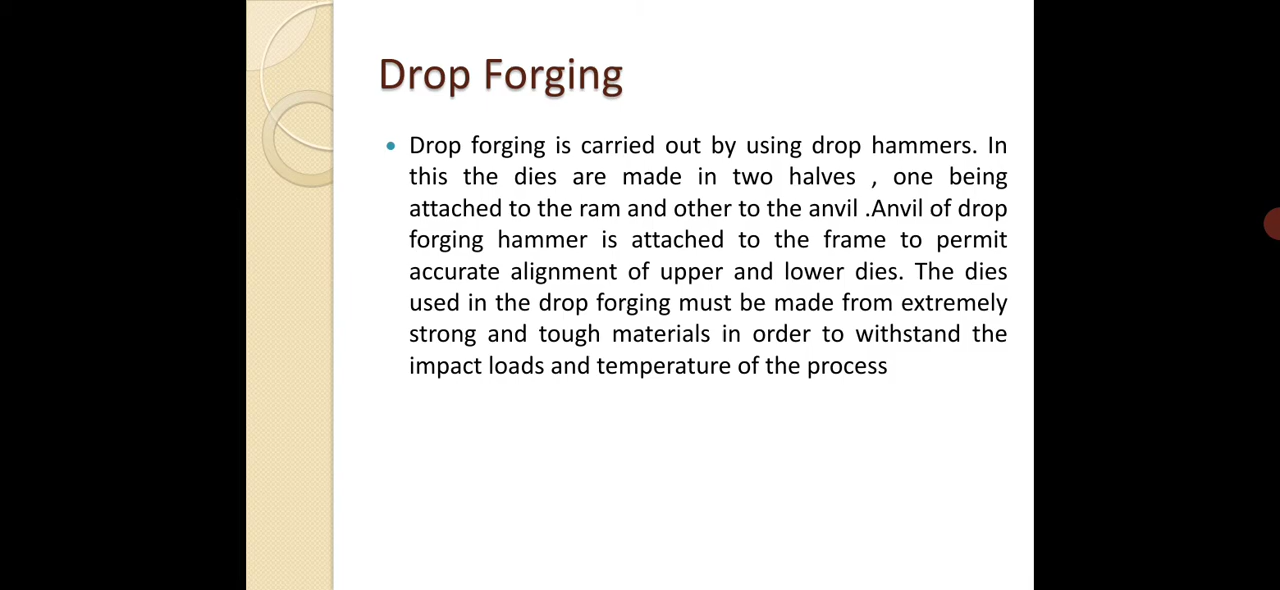 Drop Forging
• Drop forging is carried out by using drop hammers. In
this the dies are made in two halves , one being
attached to the ram and other to the anvil .Anvil of drop
forging hammer is attached to the frame to permit
accurate alignment of upper and lower dies. The dies
used in the drop forging must be made from extremely
strong and tough materials in order to withstand the
impact loads and temperature of the process